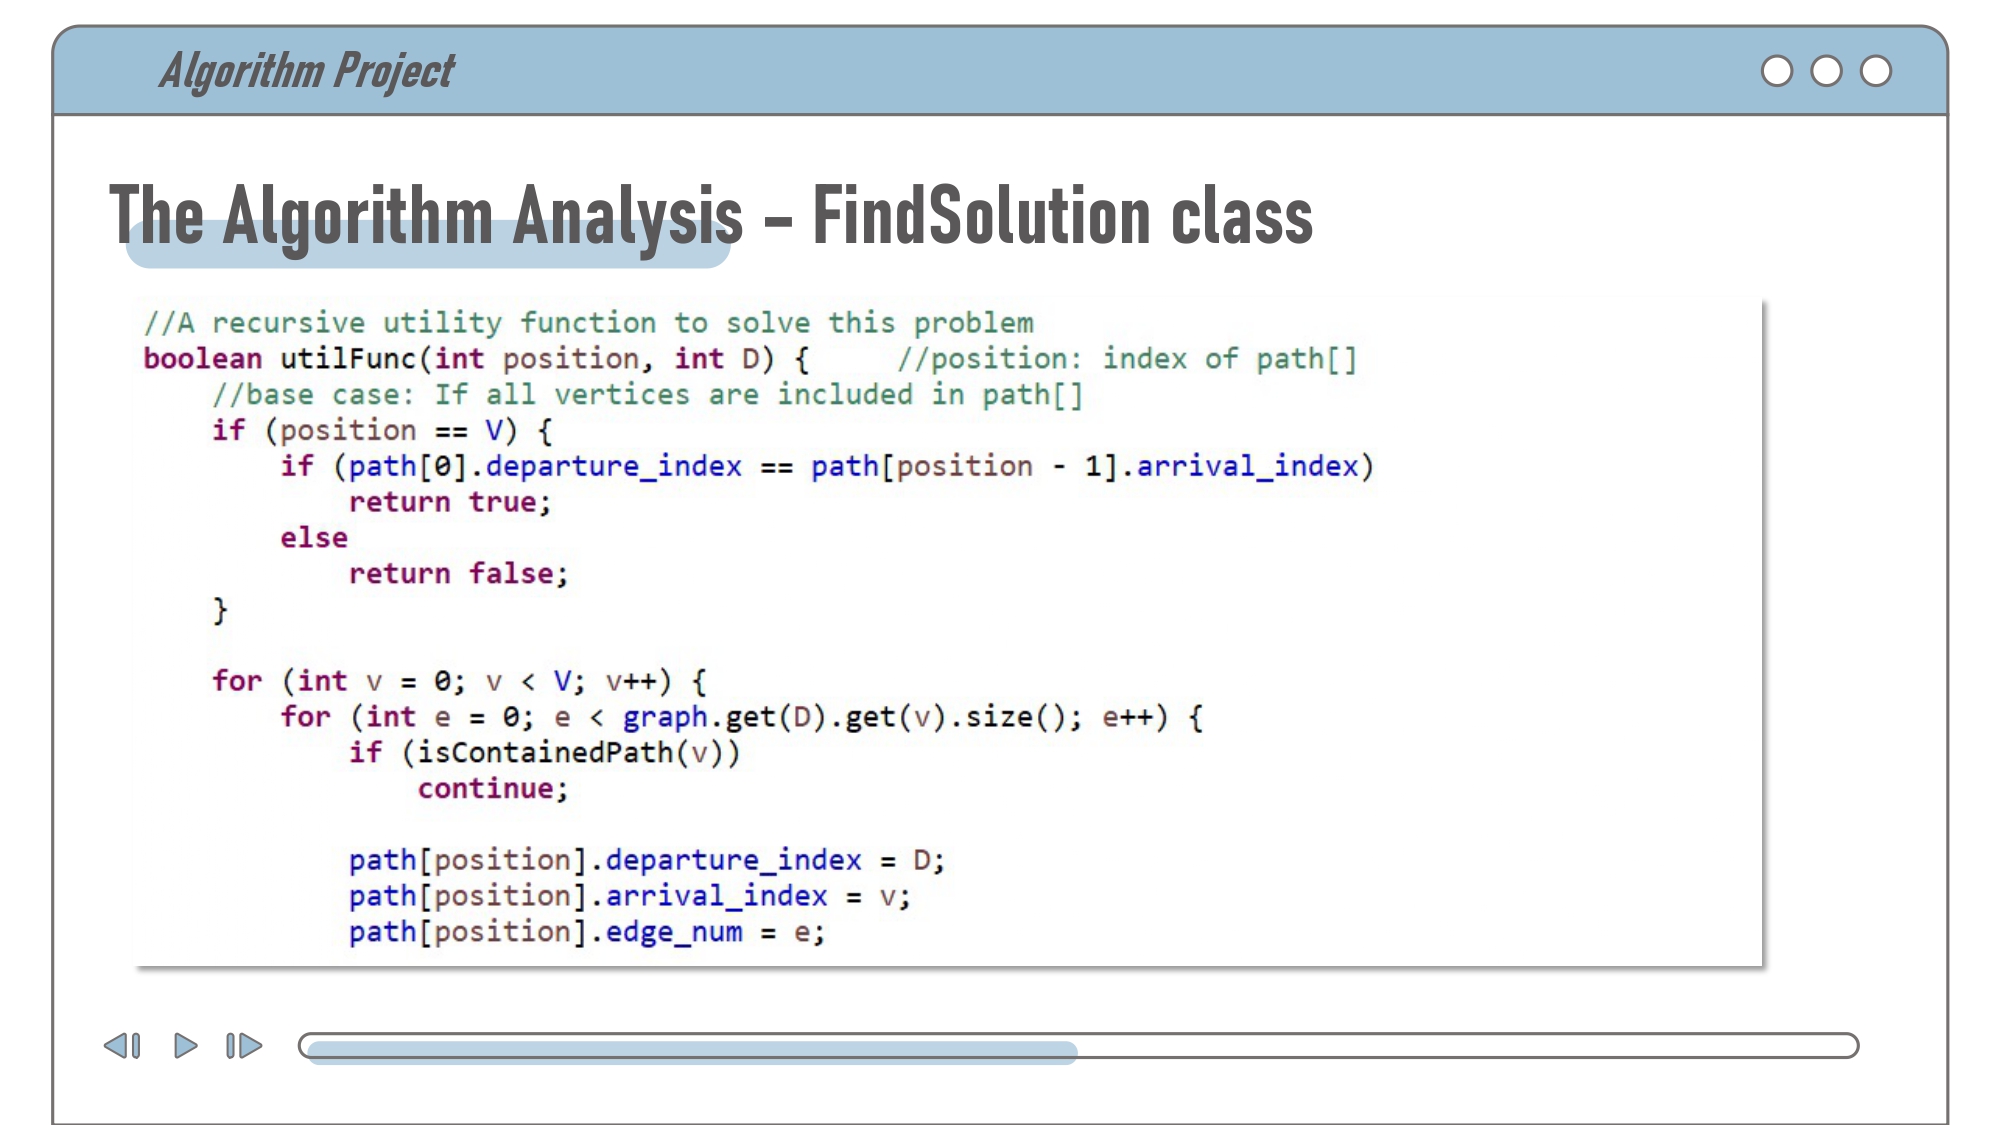 Algorithm Project
The Algorithm Analysis – FindSolution class
//A recursive utility function to solve this problem
boolean utilFunc(int position, int D) {     //position: index of path[]
    //base case: If all vertices are included in path[]
    if (position == V) {
        if (path[0].departure_index == path[position - 1].arrival_index)
            return true;
        else
            return false;
    }
    for (int v = 0; v < V; v++) {
        for (int e = 0; e < graph.get(D).get(v).size(); e++) {
            if (isContainedPath(v))
                continue;
            path[position].departure_index = D;
            path[position].arrival_index = v;
            path[position].edge_num = e;